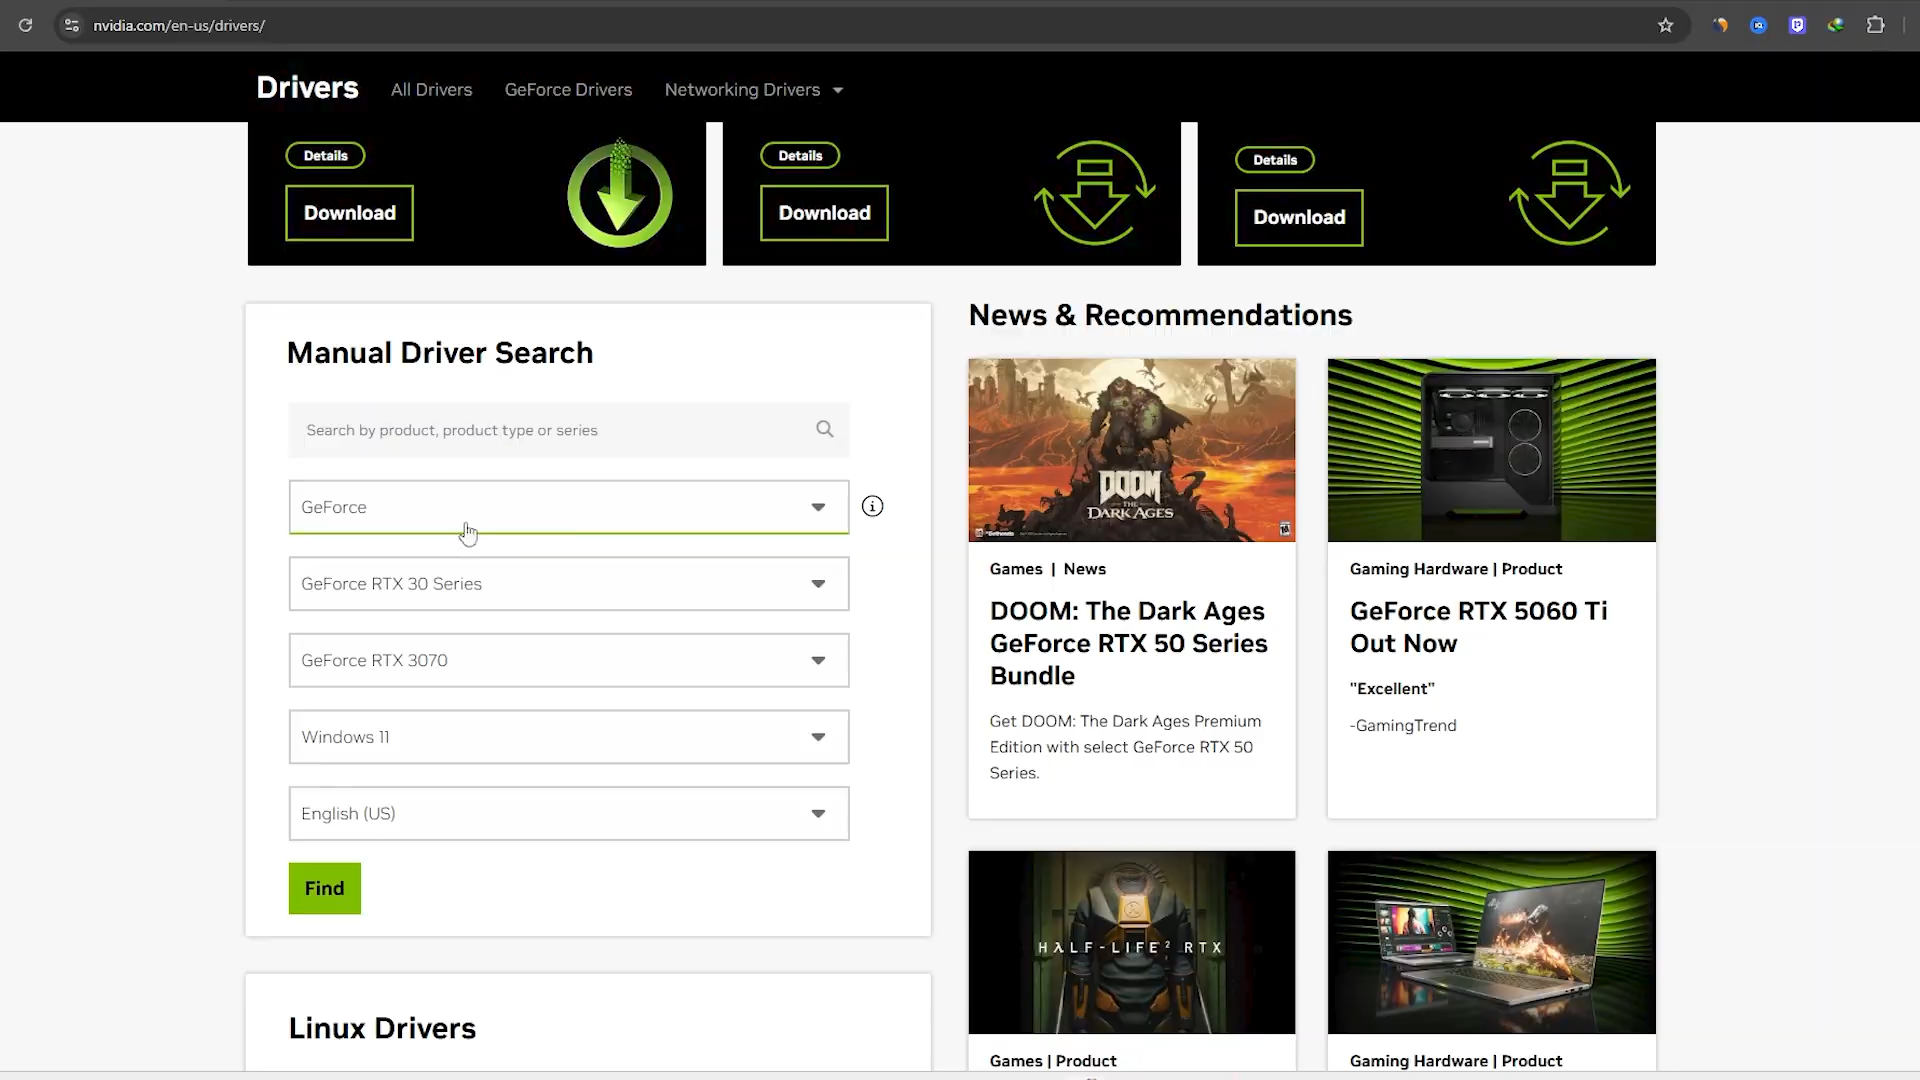 nvidia.com/en-us/drivers/
Drivers
All Drivers
GeForce Drivers
Networking Drivers
Details
Download
Details
Download
Details
Download
Manual Driver Search
Search by product, product type or series
GeForce
GeForce RTX 30 Series
GeForce RTX 3070
Windows 11
English (US)
Find
Linux Drivers
News & Recommendations
DOOM
THE
DARK AGES
Games | News
DOOM: The Dark Ages
GeForce RTX 50 Series
Bundle
Get DOOM: The Dark Ages Premium
Edition with select GeForce RTX 50
Series.
Gaming Hardware | Product
GeForce RTX 5060 Ti
Out Now
"Excellent"
-GamingTrend
HλLF-LIFE² RTX
Games | Product
Gaming Hardware | Product